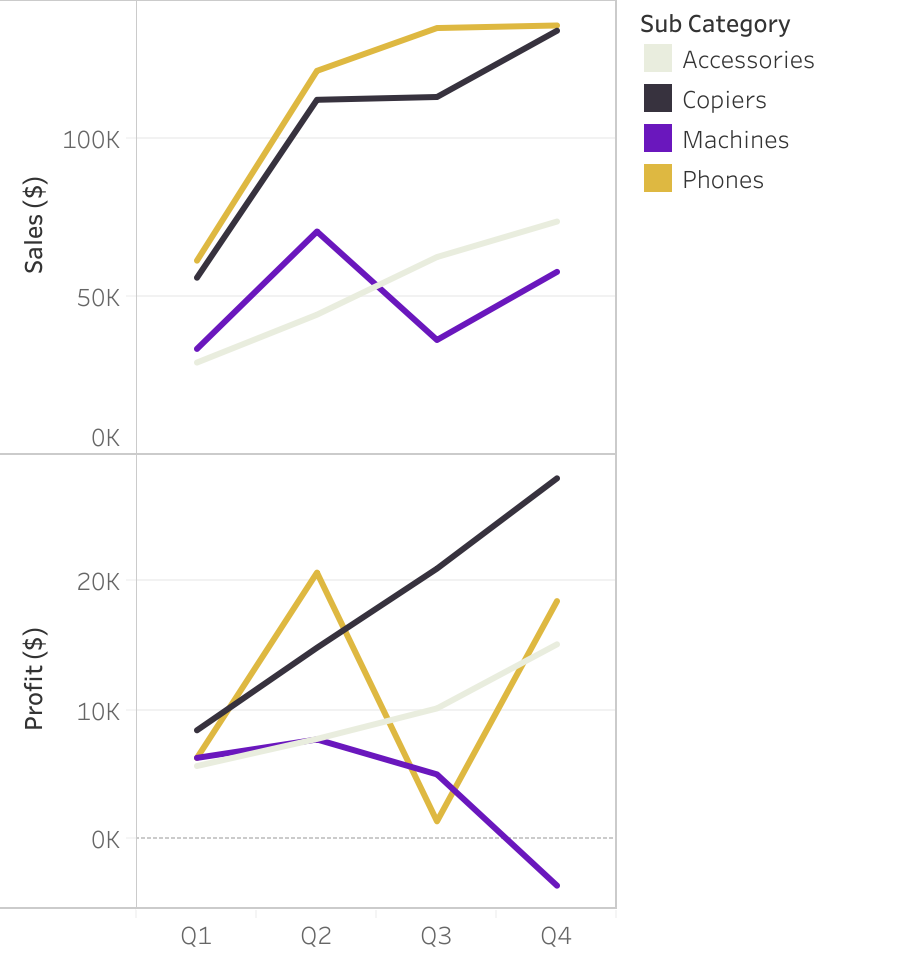 Sub Category
Accessories
Copiers
Machines
Phones
Sales ($)
100K
50K
0K
Profit ($)
20K
10K
0K
Q1 Q2 Q3 Q4